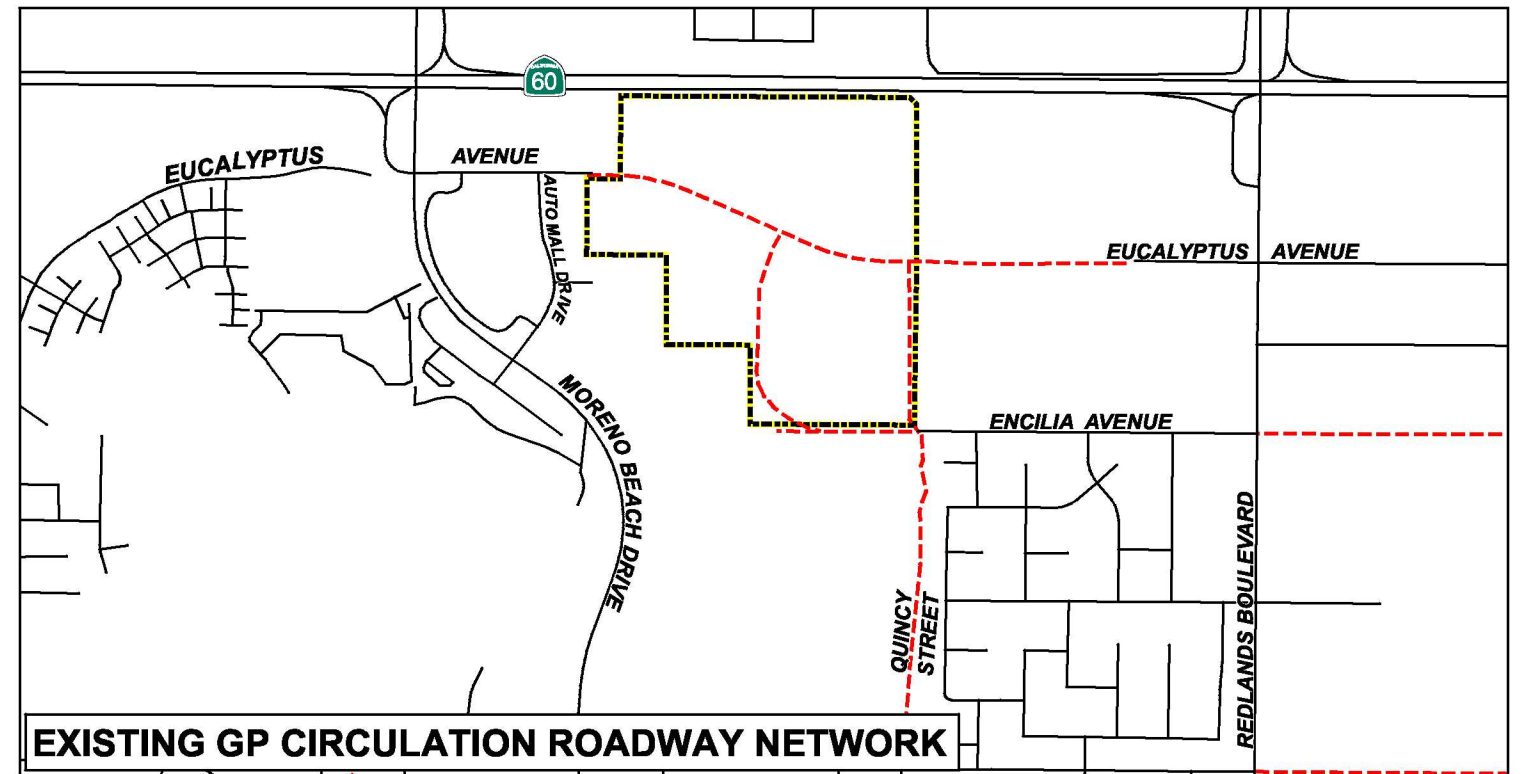 CALIFORNIA
60
EUCALYPTUS
AVENUE
AUTO MALL DRIVE
EUCALYPTUS AVENUE
MORENO BEACH DRIVE
ENCILIA AVENUE
QUINCY
STREET
REDLANDS BOULEVARD
EXISTING GP CIRCULATION ROADWAY NETWORK